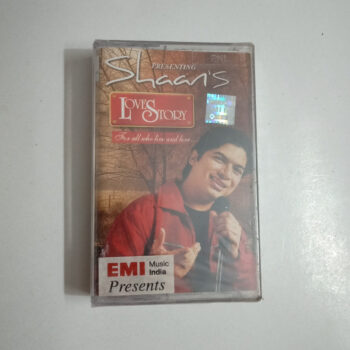 PRESENTING
Shaan's
LOVE STORY
For all who live and love...
EMI Music
India
Presents